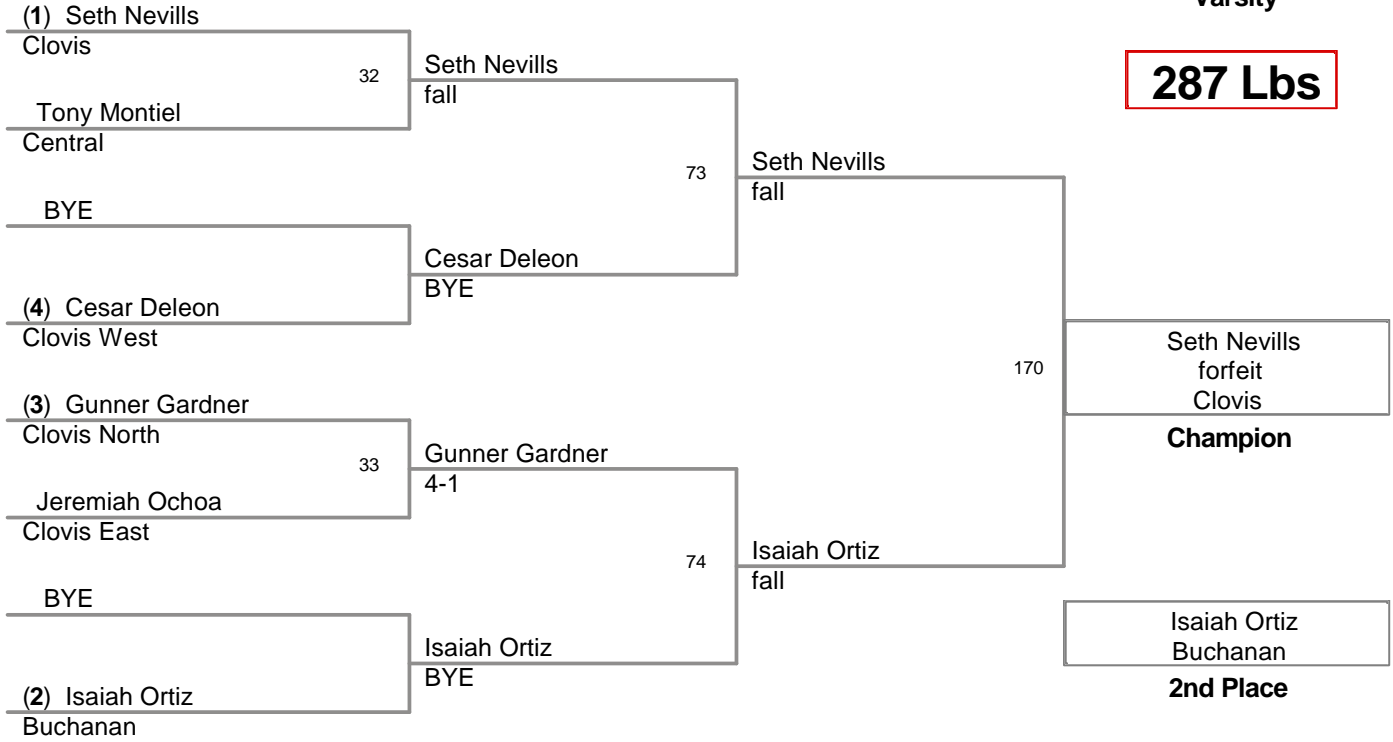 Varsity
287 Lbs
(1) Seth Nevills
Clovis
32
Tony Montiel
Central
Seth Nevills
fall
BYE
(4) Cesar Deleon
Clovis West
Cesar Deleon
BYE
73
Seth Nevills
fall
(3) Gunner Gardner
Clovis North
33
Jeremiah Ochoa
Clovis East
Gunner Gardner
4-1
BYE
(2) Isaiah Ortiz
Buchanan
Isaiah Ortiz
BYE
74
Isaiah Ortiz
fall
170
Seth Nevills
forfeit
Clovis
Champion
Isaiah Ortiz
Buchanan
2nd Place